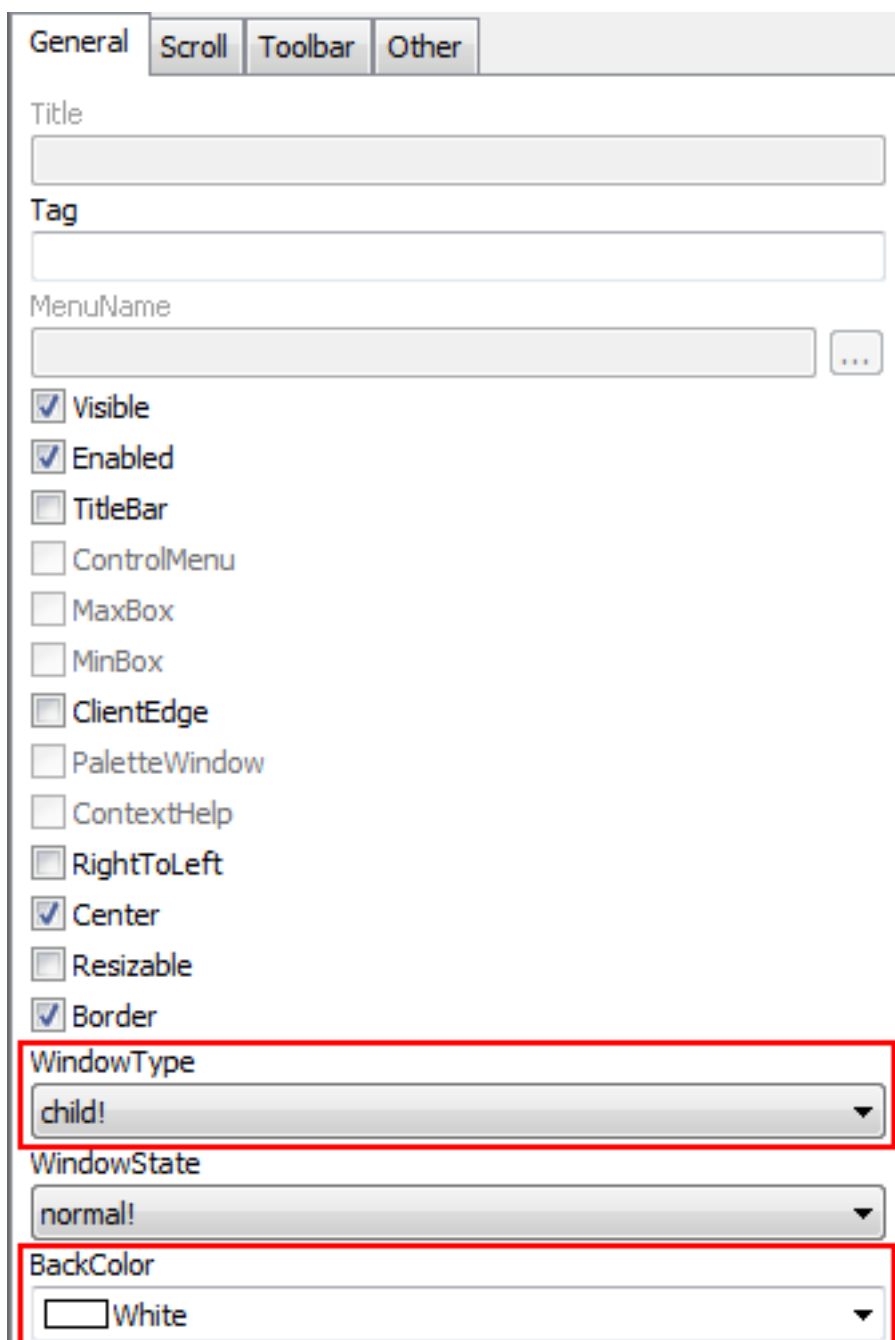 General Scroll Toolbar Other
Title
Tag
MenuName
...
Visible
Enabled
TitleBar
ControlMenu
MaxBox
MinBox
ClientEdge
PaletteWindow
ContextHelp
RightToLeft
Center
Resizable
Border
WindowType
child!
WindowState
normal!
BackColor
White